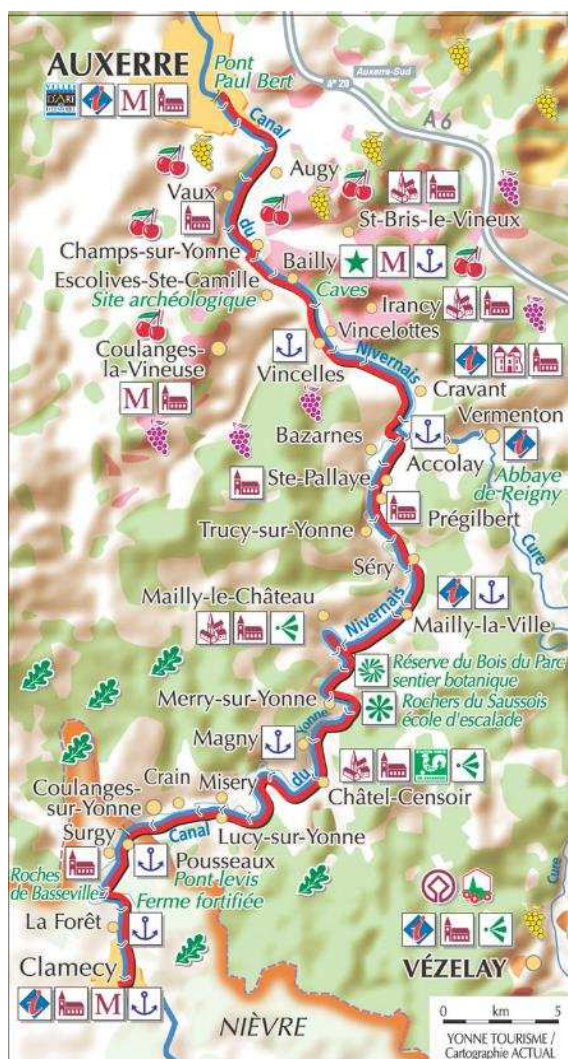 AUXERRE
Pont
Paul Bert
VILLE
D'ART
i
M
Auxerre-Sud
N° 20
A 6
Canal
Augy
Vaux
du
St-Bris-le-Vineux
Champs-sur-Yonne
Bailly
M
Caves
Escolives-Ste-Camille
Site archéologique
Irancy
Vincelottes
Coulanges-
la-Vineuse
M
Vincelles
Nivernais
i
Cravant
Vermenton
i
Bazarnes
Accolay
Abbaye
de Reigny
Ste-Pallaye
Prégilbert
Trucy-sur-Yonne
Cure
Séry
Mailly-le-Château
Nivernais
i
Mailly-la-Ville
Réserve du Bois du Parc
sentier botanique
Merry-sur-Yonne
Rochers du Saussois
école d'escalade
Yonne
Magny
du
Châtel-Censoir
Misery
Crain
Coulanges-
sur-Yonne
Canal
Lucy-sur-Yonne
Surgy
Pousseaux
Pont-levis
Ferme fortifiée
Roches
de Basseville
La Forêt
Cure
Clamecy
i
M
i
VÉZELAY
NIÈVRE
0 km 5
YONNE TOURISME /
Cartographie ACTUAL